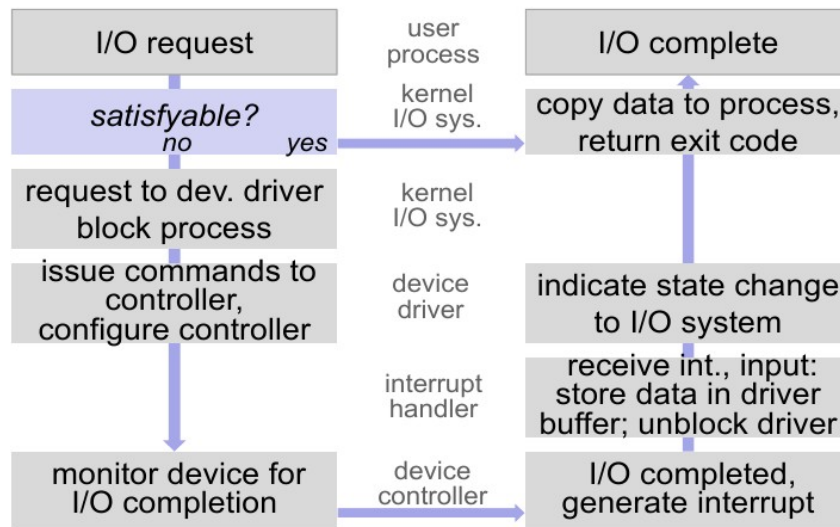 I/O request
user
process
I/O complete
satisfyable?
no yes
kernel
I/O sys.
copy data to process,
return exit code
request to dev. driver
block process
kernel
I/O sys.
issue commands to
controller,
configure controller
device
driver
indicate state change
to I/O system
interrupt
handler
receive int., input:
store data in driver
buffer; unblock driver
monitor device for
I/O completion
device
controller
I/O completed,
generate interrupt